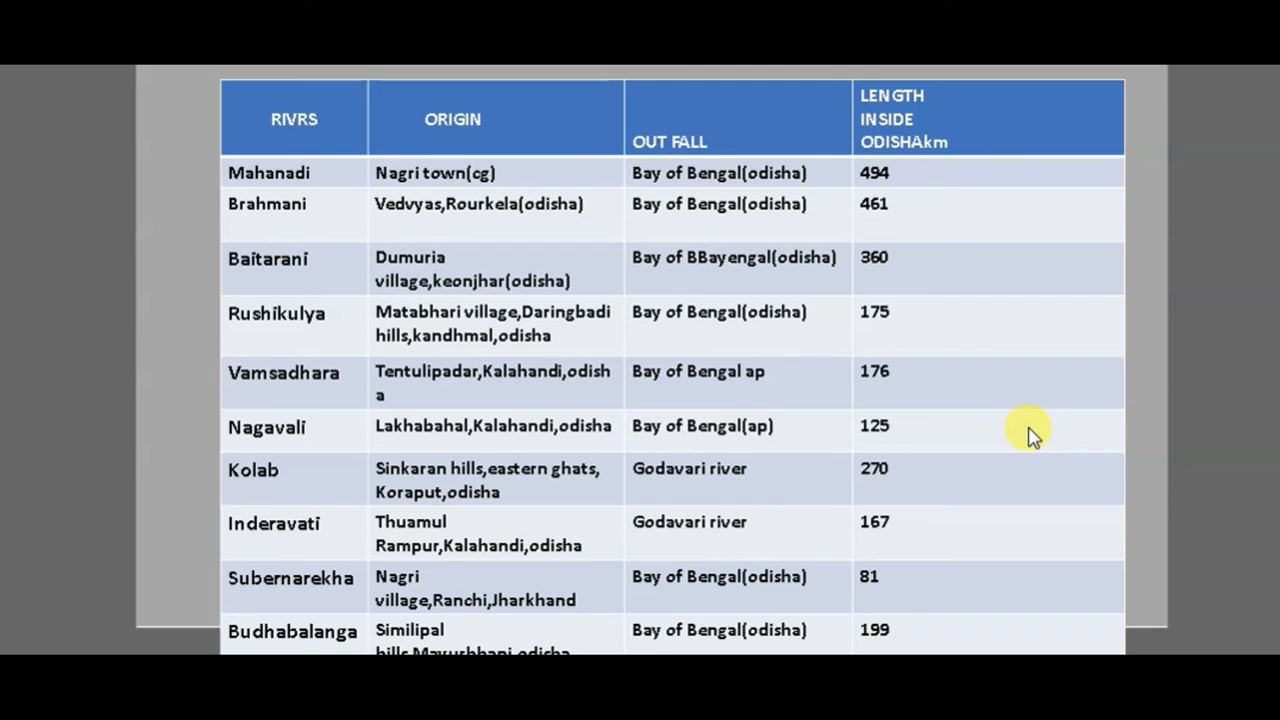 RIVRS ORIGIN OUT FALL LENGTH
INSIDE
ODISHAkm
Mahanadi Nagri town(cg) Bay of Bengal(odisha) 494
Brahmani Vedvyas,Rourkela(odisha) Bay of Bengal(odisha) 461
Baitarani Dumuria Bay of BBayengal(odisha) 360
village,keonjhar(odisha)
Rushikulya Matabhari village,Daringbadi Bay of Bengal(odisha) 175
hills,kandhmal,odisha
Vamsadhara Tentulipadar,Kalahandi,odish Bay of Bengal ap 176
a
Nagavali Lakhabahal,Kalahandi,odisha Bay of Bengal(ap) 125
Kolab Sinkaran hills,eastern ghats, Godavari river 270
Koraput,odisha
Inderavati Thuamul Godavari river 167
Rampur,Kalahandi,odisha
Subernarekha Nagri Bay of Bengal(odisha) 81
village,Ranchi,Jharkhand
Budhabalanga Similipal Bay of Bengal(odisha) 199
hills,Mayurbhanj,odisha